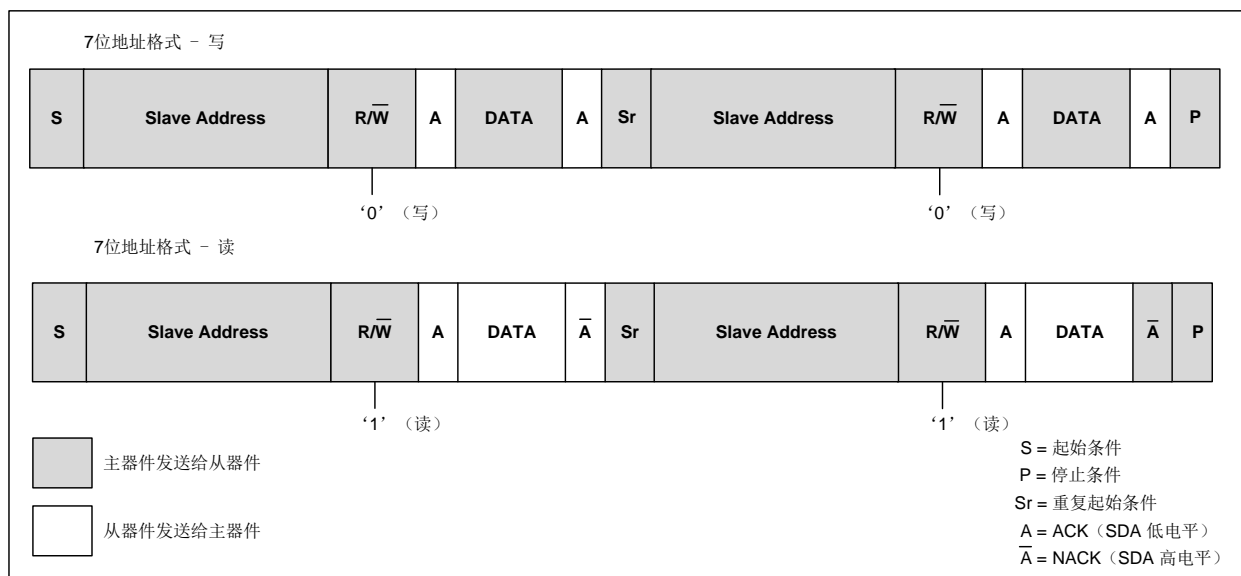 7位地址格式 － 写
S Slave Address R/W̅ A DATA A Sr Slave Address R/W̅ A DATA A P
‘0’（写） ‘0’（写）
7位地址格式 － 读
S Slave Address R/W̅ A DATA A̅ Sr Slave Address R/W̅ A DATA A̅ P
‘1’（读） ‘1’（读）
主器件发送给从器件
从器件发送给主器件
S = 起始条件
P = 停止条件
Sr = 重复起始条件
A = ACK（SDA 低电平）
A̅ = NACK（SDA 高电平）